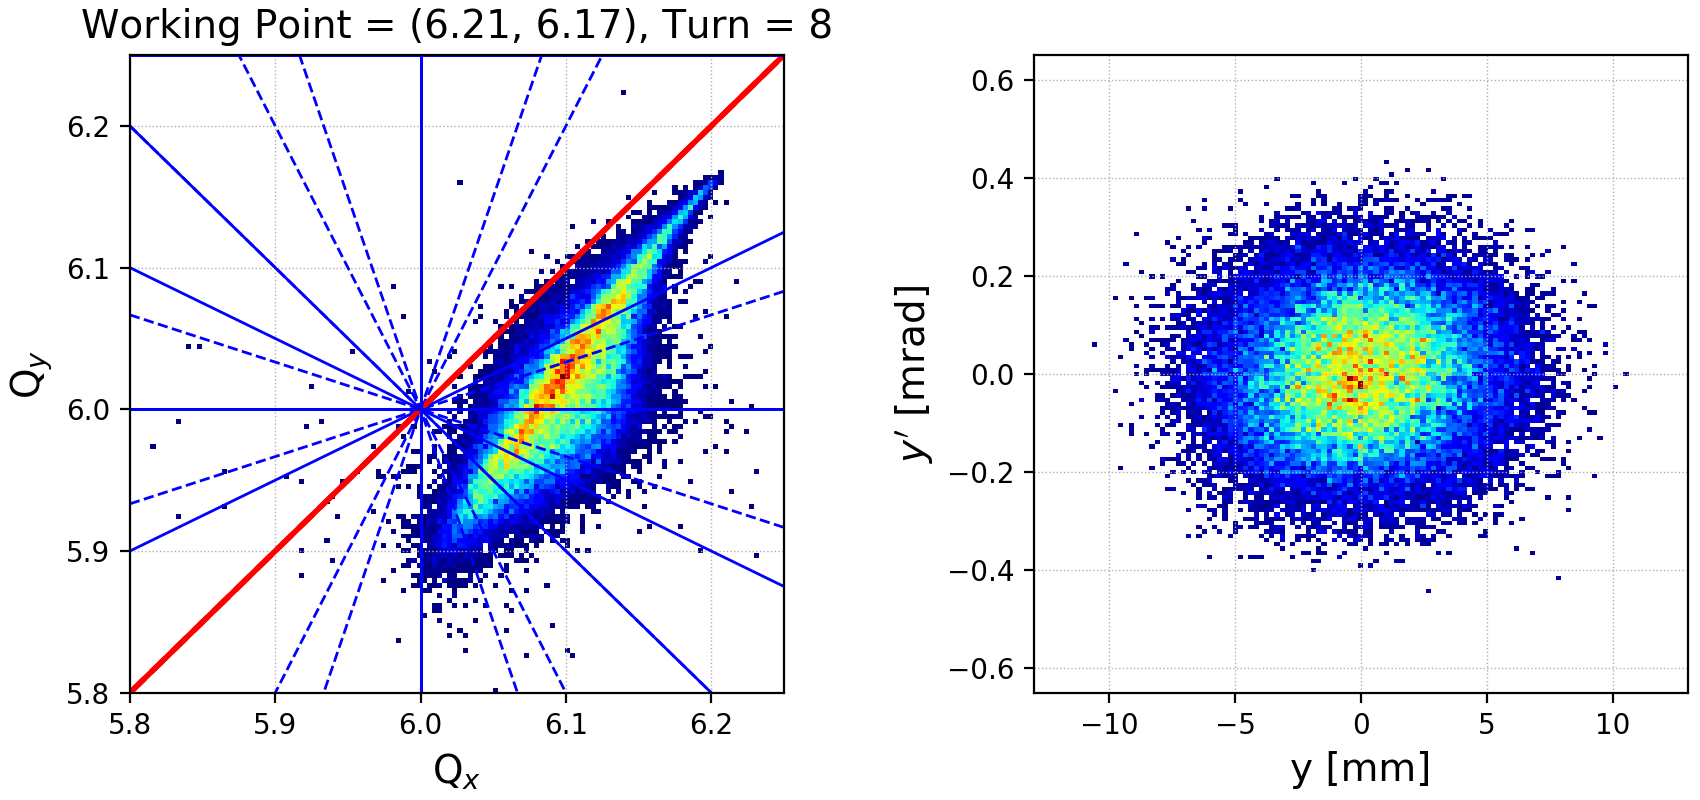 Working Point = (6.21, 6.17), Turn = 8
6.2
6.1
6.0
5.9
5.8
Q_y
5.8 5.9 6.0 6.1 6.2
Q_x
0.6
0.4
0.2
0.0
−0.2
−0.4
−0.6
y′ [mrad]
−10 −5 0 5 10
y [mm]